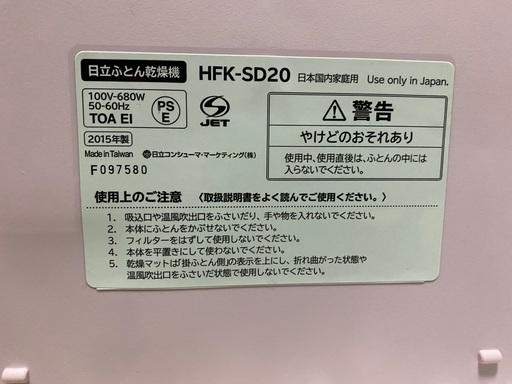 日立ふとん乾燥機 HFK-SD20 日本国内家庭用 Use only in Japan.
100V-680W
50-60Hz
TOA EI
PS
E
JET
2015年製
Made in Taiwan 日立コンシューマ・マーケティング(株)
F097580
警告
やけどのおそれあり
使用中、使用直後は、ふとんの中には
入らないでください。
使用上のご注意 〈取扱説明書をよく読んでご使用ください。〉
1. 吸込口や温風吹出口をふさいだり、手や物を入れないでください。
2. 本体にふとんをかぶせないでください。
3. フィルターをはずして使用しないでください。
4. 本体を平置きにして使わないでください。
5. 乾燥マットは「掛ふとん側」の表示を上にし、折れ曲がった状態や
温風吹出口をふさいだ状態で使用しないでください。